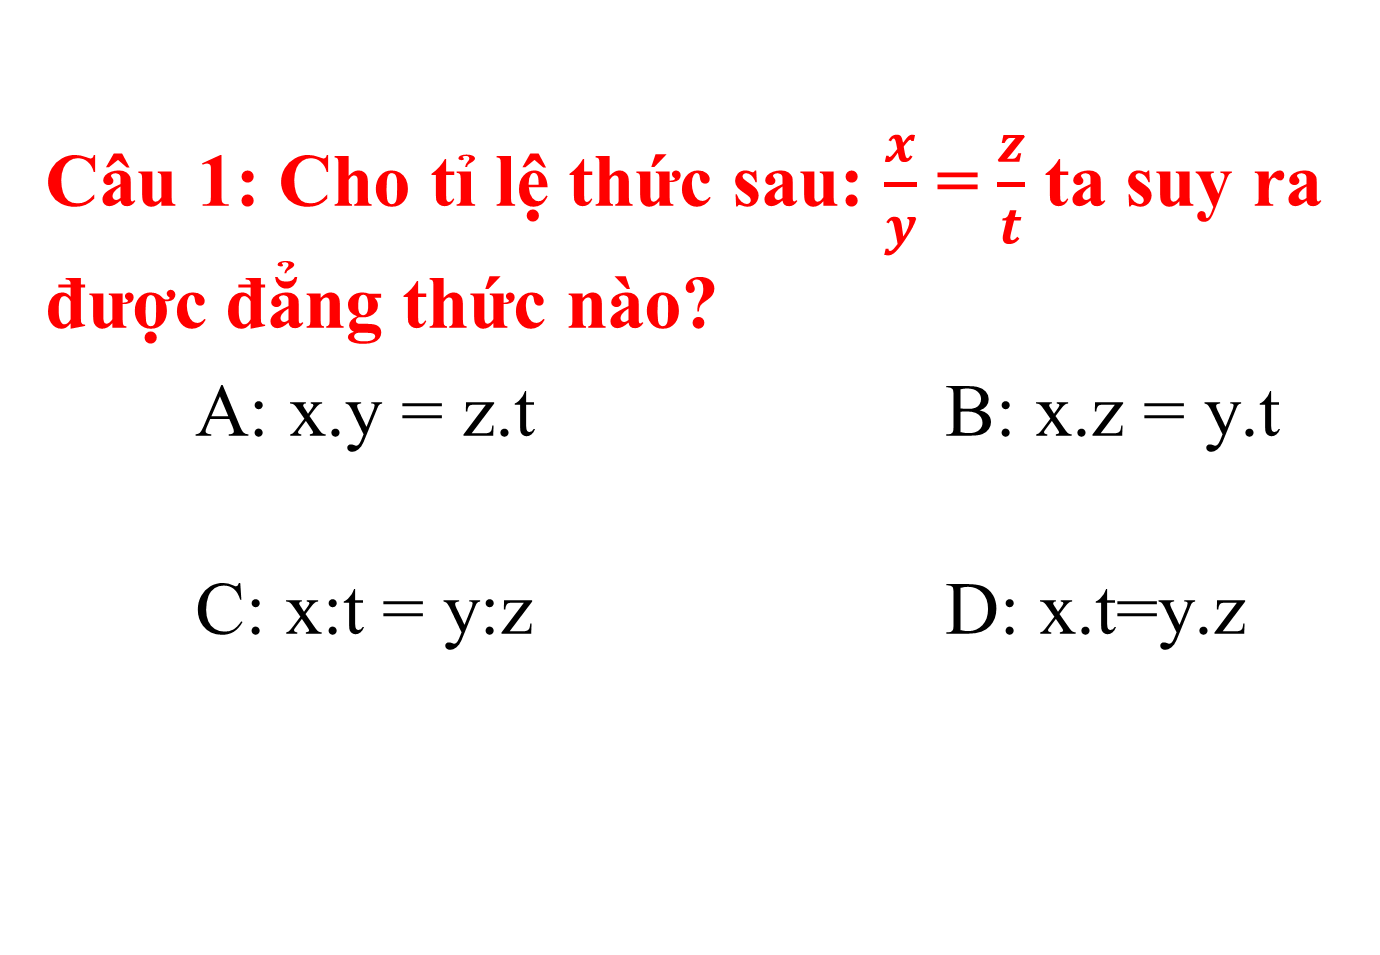 Câu 1: Cho tỉ lệ thức sau: x/y = z/t ta suy ra
được đẳng thức nào?
A: x.y = z.t B: x.z = y.t
C: x:t = y:z D: x.t=y.z